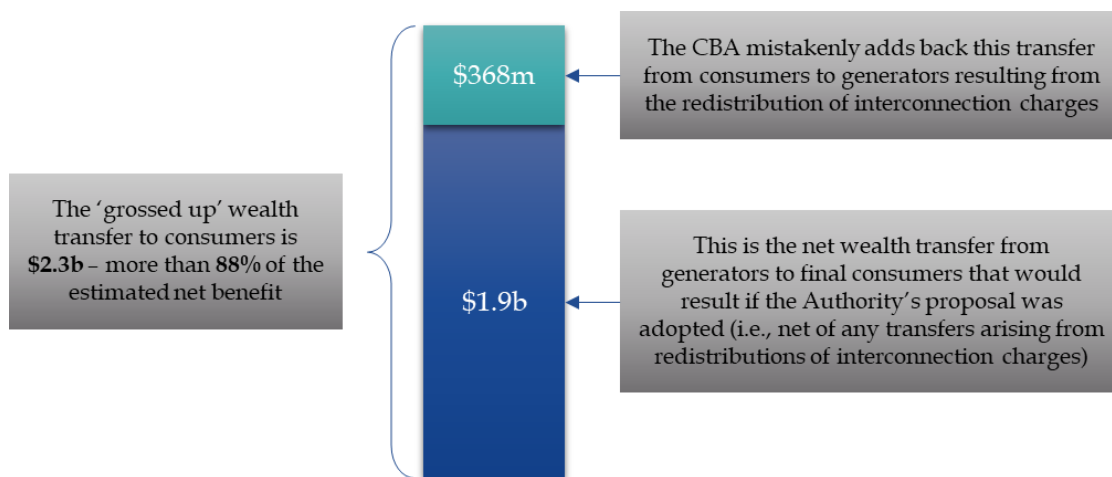 $368m
The CBA mistakenly adds back this transfer
from consumers to generators resulting from
the redistribution of interconnection charges
The ‘grossed up’ wealth
transfer to consumers is
$2.3b – more than 88% of the
estimated net benefit
$1.9b
This is the net wealth transfer from
generators to final consumers that would
result if the Authority’s proposal was
adopted (i.e., net of any transfers arising from
redistributions of interconnection charges)